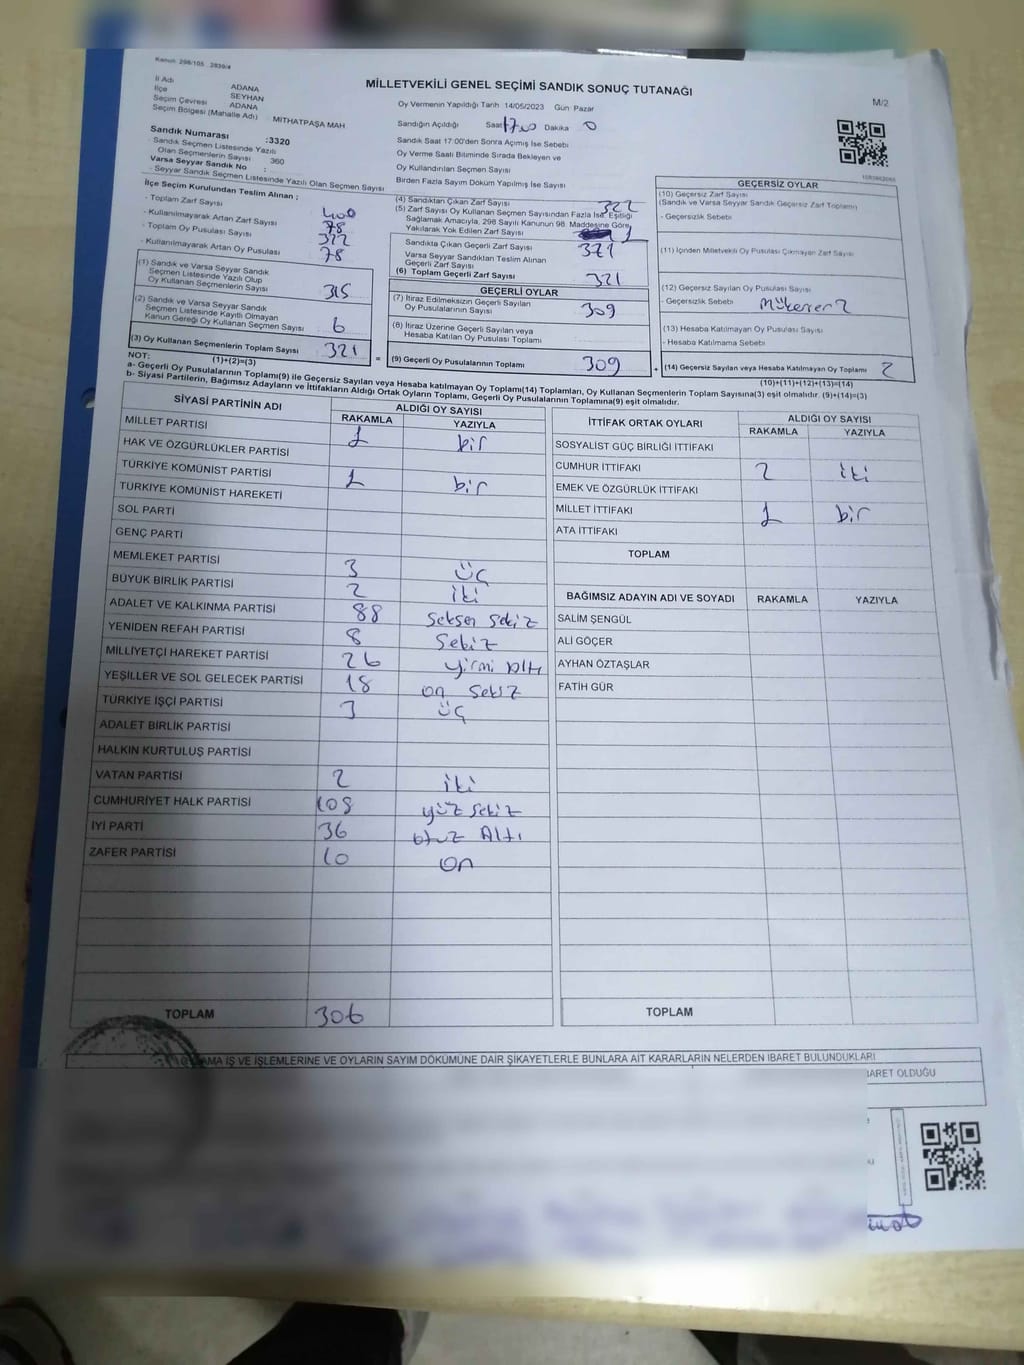 Kanun 298/105 2839/4
MİLLETVEKİLİ GENEL SEÇİMİ SANDIK SONUÇ TUTANAĞI
M/2
İl Adı ADANA
İlçe SEYHAN
Seçim Çevresi ADANA
Seçim Bölgesi (Mahalle Adı) : MİTHATPAŞA MAH
Sandık Numarası :3320
- Sandık Seçmen Listesinde Yazılı
Olan Seçmenlerin Sayısı 360
Varsa Seyyar Sandık No :
- Seyyar Sandık Seçmen Listesinde Yazılı Olan Seçmen Sayısı
Oy Vermenin Yapıldığı Tarih 14/05/2023 Gün Pazar
Sandığın Açıldığı Saat 17.00 Dakika 0
Sandık Saat 17:00'den Sonra Açımış İse Sebebi
Oy Verme Saati Bitiminde Sırada Bekleyen ve
Oy Kullandırılan Seçmen Sayısı
Birden Fazla Sayım Döküm Yapılmış İse Sayısı
İlçe Seçim Kurulundan Teslim Alınan ;
- Toplam Zarf Sayısı 400
- Kullanılmayarak Artan Zarf Sayısı 78
- Toplam Oy Pusulası Sayısı
- Kullanılmayarak Artan Oy Pusulası 78
(1) Sandık ve Varsa Seyyar Sandık
Seçmen Listesinde Yazılı Olup
Oy Kullanan Seçmenlerin Sayısı 315
(2) Sandık ve Varsa Seyyar Sandık
Seçmen Listesinde Kayıtlı Olmayan
Kanun Gereği Oy Kullanan Seçmen Sayısı 6
(3) Oy Kullanan Seçmenlerin Toplam Sayısı 321
(1)+(2)=(3)
(4) Sandıktan Çıkan Zarf Sayısı 322
(5) Zarf Sayısı Oy Kullanan Seçmen Sayısından Fazla İse, Eşitliği
Sağlamak Amacıyla, 298 Sayılı Kanunun 98. Maddesine Göre
Yakılarak Yok Edilen Zarf Sayısı 1
Sandıkta Çıkan Geçerli Zarf Sayısı 321
Varsa Seyyar Sandıktan Teslim Alınan
Geçerli Zarf Sayısı
(6) Toplam Geçerli Zarf Sayısı 321
GEÇERLİ OYLAR
(7) İtiraz Edilmeksizin Geçerli Sayılan
Oy Pusulalarının Sayısı 309
(8) İtiraz Üzerine Geçerli Sayılan veya
Hesaba Katılan Oy Pusulası Toplamı
= (9) Geçerli Oy Pusulalarının Toplamı 309
GEÇERSİZ OYLAR
(10) Geçersiz Zarf Sayısı
(Sandık ve Varsa Seyyar Sandık Geçersiz Zarf Toplamı)
- Geçersizlik Sebebi
(11) İçinden Milletvekili Oy Pusulası Çıkmayan Zarf Sayısı
(12) Geçersiz Sayılan Oy Pusulası Sayısı
- Geçersizlik Sebebi Mükerrer 2
(13) Hesaba Katılmayan Oy Pusulası Sayısı
- Hesaba Katılmama Sebebi
+ (14) Geçersiz Sayılan veya Hesaba Katılmayan Oy Toplamı 2
(10)+(11)+(12)+(13)=(14)
NOT:
a- Geçerli Oy Pusulalarının Toplamı(9) ile Geçersiz Sayılan veya Hesaba katılmayan Oy Toplamı(14) Toplamları, Oy Kullanan Seçmenlerin Toplam Sayısına(3) eşit olmalıdır. (9)+(14)=(3)
b- Siyasi Partilerin, Bağımsız Adayların ve İttifakların Aldığı Ortak Oyların Toplamı, Geçerli Oy Pusulalarının Toplamına(9) eşit olmalıdır.
SİYASİ PARTİNİN ADI ALDIĞI OY SAYISI
RAKAMLA YAZIYLA
MİLLET PARTİSİ 1 bir
HAK VE ÖZGÜRLÜKLER PARTİSİ
TÜRKİYE KOMÜNİST PARTİSİ 1 bir
TÜRKİYE KOMÜNİST HAREKETİ
SOL PARTİ
GENÇ PARTİ
MEMLEKET PARTİSİ 3 üç
BÜYÜK BİRLİK PARTİSİ 2 iki
ADALET VE KALKINMA PARTİSİ 88 seksen sekiz
YENİDEN REFAH PARTİSİ 8 sekiz
MİLLİYETÇİ HAREKET PARTİSİ 26 yirmi altı
YEŞİLLER VE SOL GELECEK PARTİSİ 18 on sekiz
TÜRKİYE İŞÇİ PARTİSİ 3 üç
ADALET BİRLİK PARTİSİ
HALKIN KURTULUŞ PARTİSİ
VATAN PARTİSİ 2 iki
CUMHURİYET HALK PARTİSİ 108 yüz sekiz
İYİ PARTİ 36 otuz Altı
ZAFER PARTİSİ 10 on
TOPLAM 306
İTTİFAK ORTAK OYLARI ALDIĞI OY SAYISI
RAKAMLA YAZIYLA
SOSYALİST GÜÇ BİRLİĞİ İTTİFAKI
CUMHUR İTTİFAKI 2 iki
EMEK VE ÖZGÜRLÜK İTTİFAKI
MİLLET İTTİFAKI 1 bir
ATA İTTİFAKI
TOPLAM
BAĞIMSIZ ADAYIN ADI VE SOYADI RAKAMLA YAZIYLA
SALİM ŞENGÜL
ALİ GÖÇER
AYHAN ÖZTAŞLAR
FATİH GÜR
TOPLAM
AMA İŞ VE İŞLEMLERİNE VE OYLARIN SAYIM DÖKÜMÜNE DAİR ŞİKAYETLERLE BUNLARA AİT KARARLARIN NELERDEN İBARET BULUNDUKLARI
BARET OLDUĞU